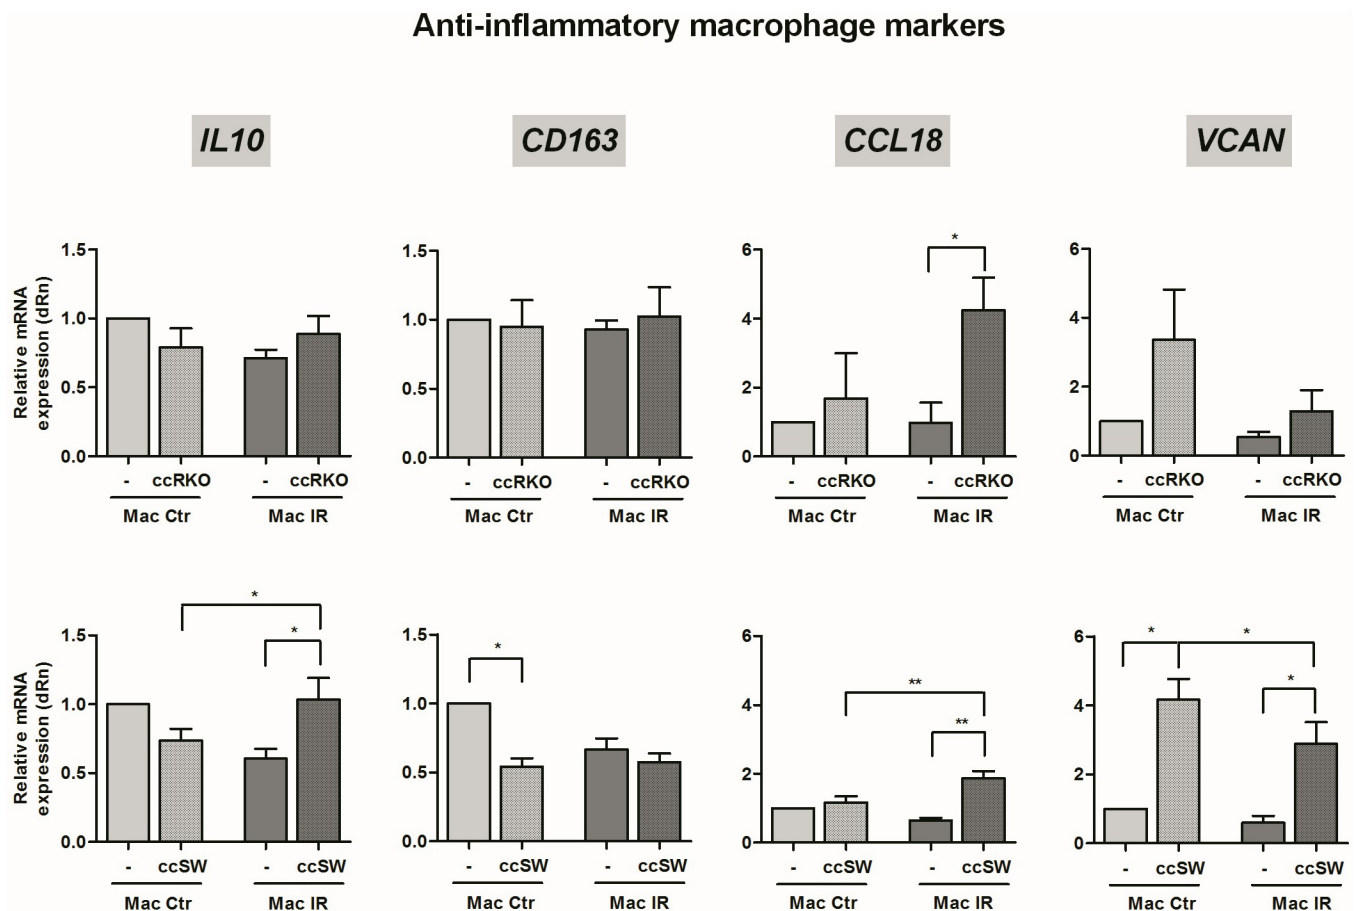 Anti-inflammatory macrophage markers
IL10 CD163 CCL18 VCAN
Relative mRNA
expression (dRn)
1.5
1.0
0.5
0.0
- ccRKO - ccRKO
Mac Ctr Mac IR
1.5
1.0
0.5
0.0
- ccRKO - ccRKO
Mac Ctr Mac IR
6
4
2
0
*
- ccRKO - ccRKO
Mac Ctr Mac IR
6
4
2
0
- ccRKO - ccRKO
Mac Ctr Mac IR
Relative mRNA
expression (dRn)
1.5
1.0
0.5
0.0
*
*
- ccSW - ccSW
Mac Ctr Mac IR
1.5
1.0
0.5
0.0
*
- ccSW - ccSW
Mac Ctr Mac IR
6
4
2
0
**
**
- ccSW - ccSW
Mac Ctr Mac IR
6
4
2
0
* *
*
- ccSW - ccSW
Mac Ctr Mac IR